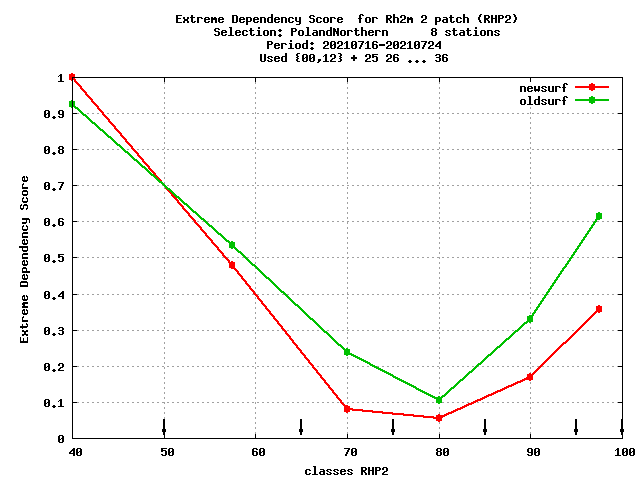 Extreme Dependency Score  for Rh2m 2 patch (RHP2)
Selection: PolandNorthern      8 stations
Period: 20210716-20210724
Used {00,12} + 25 26 ... 36
newsurf
oldsurf
Extreme Dependency Score
1
0.9
0.8
0.7
0.6
0.5
0.4
0.3
0.2
0.1
0
40 50 60 70 80 90 100
classes RHP2